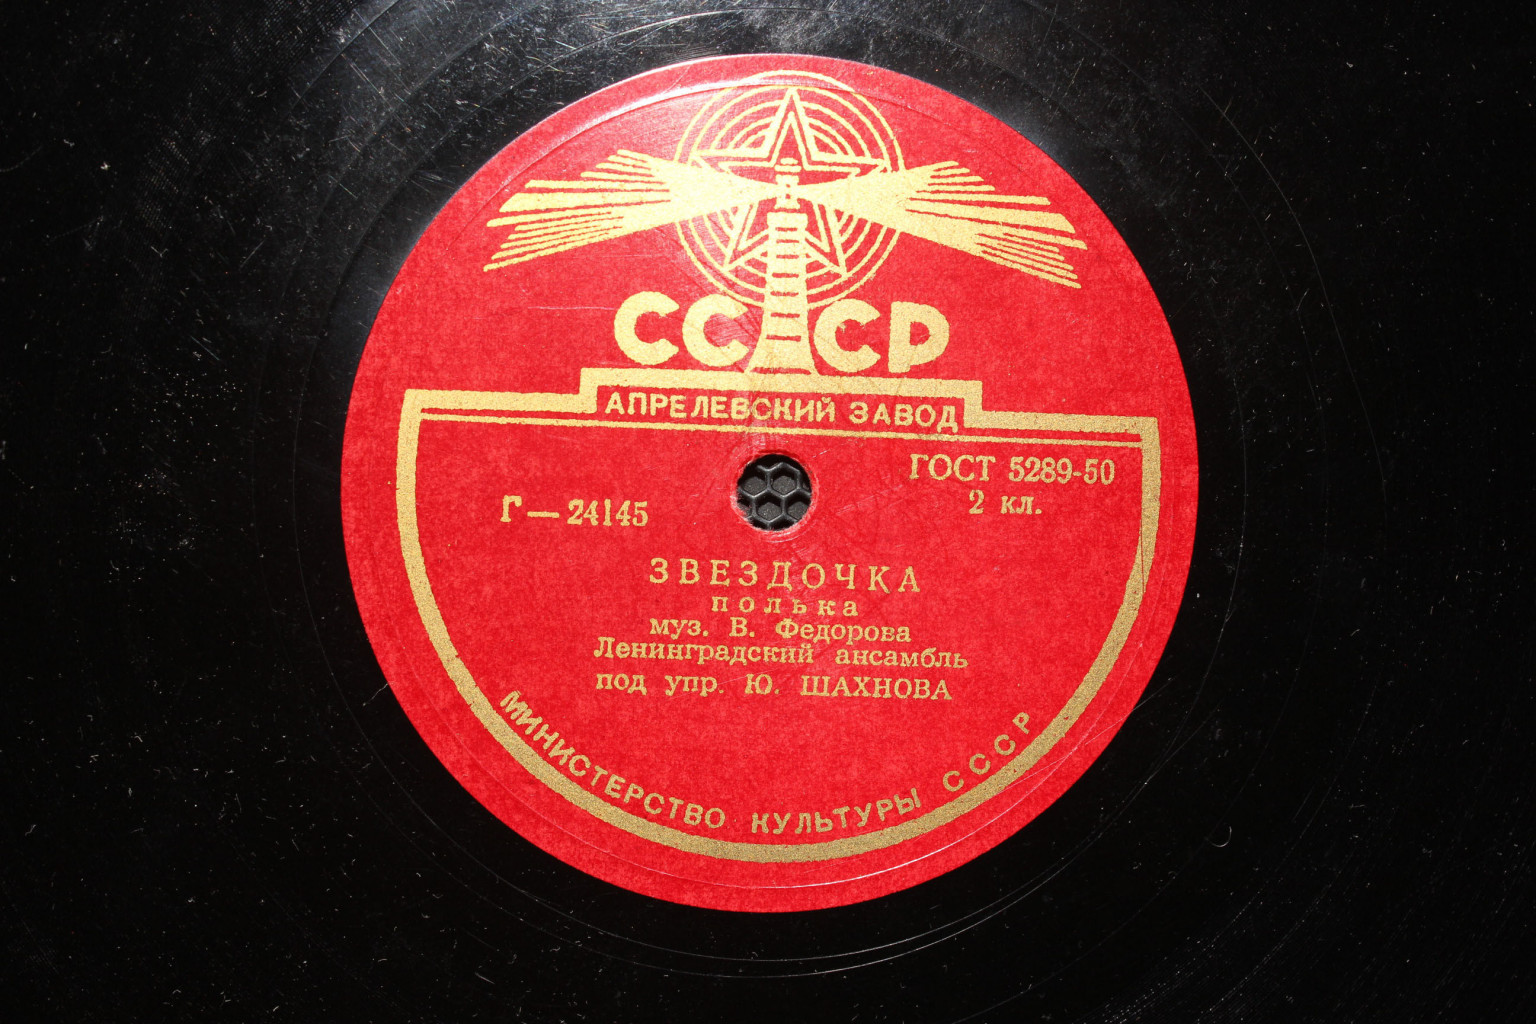 СССР
АПРЕЛЕВСКИЙ ЗАВОД
ГОСТ 5289-50
2 кл.
Г—24145
ЗВЕЗДОЧКА
полька
муз. В. Федорова
Ленинградский ансамбль
под упр. Ю. ШАХНОВА
МИНИСТЕРСТВО КУЛЬТУРЫ СССР